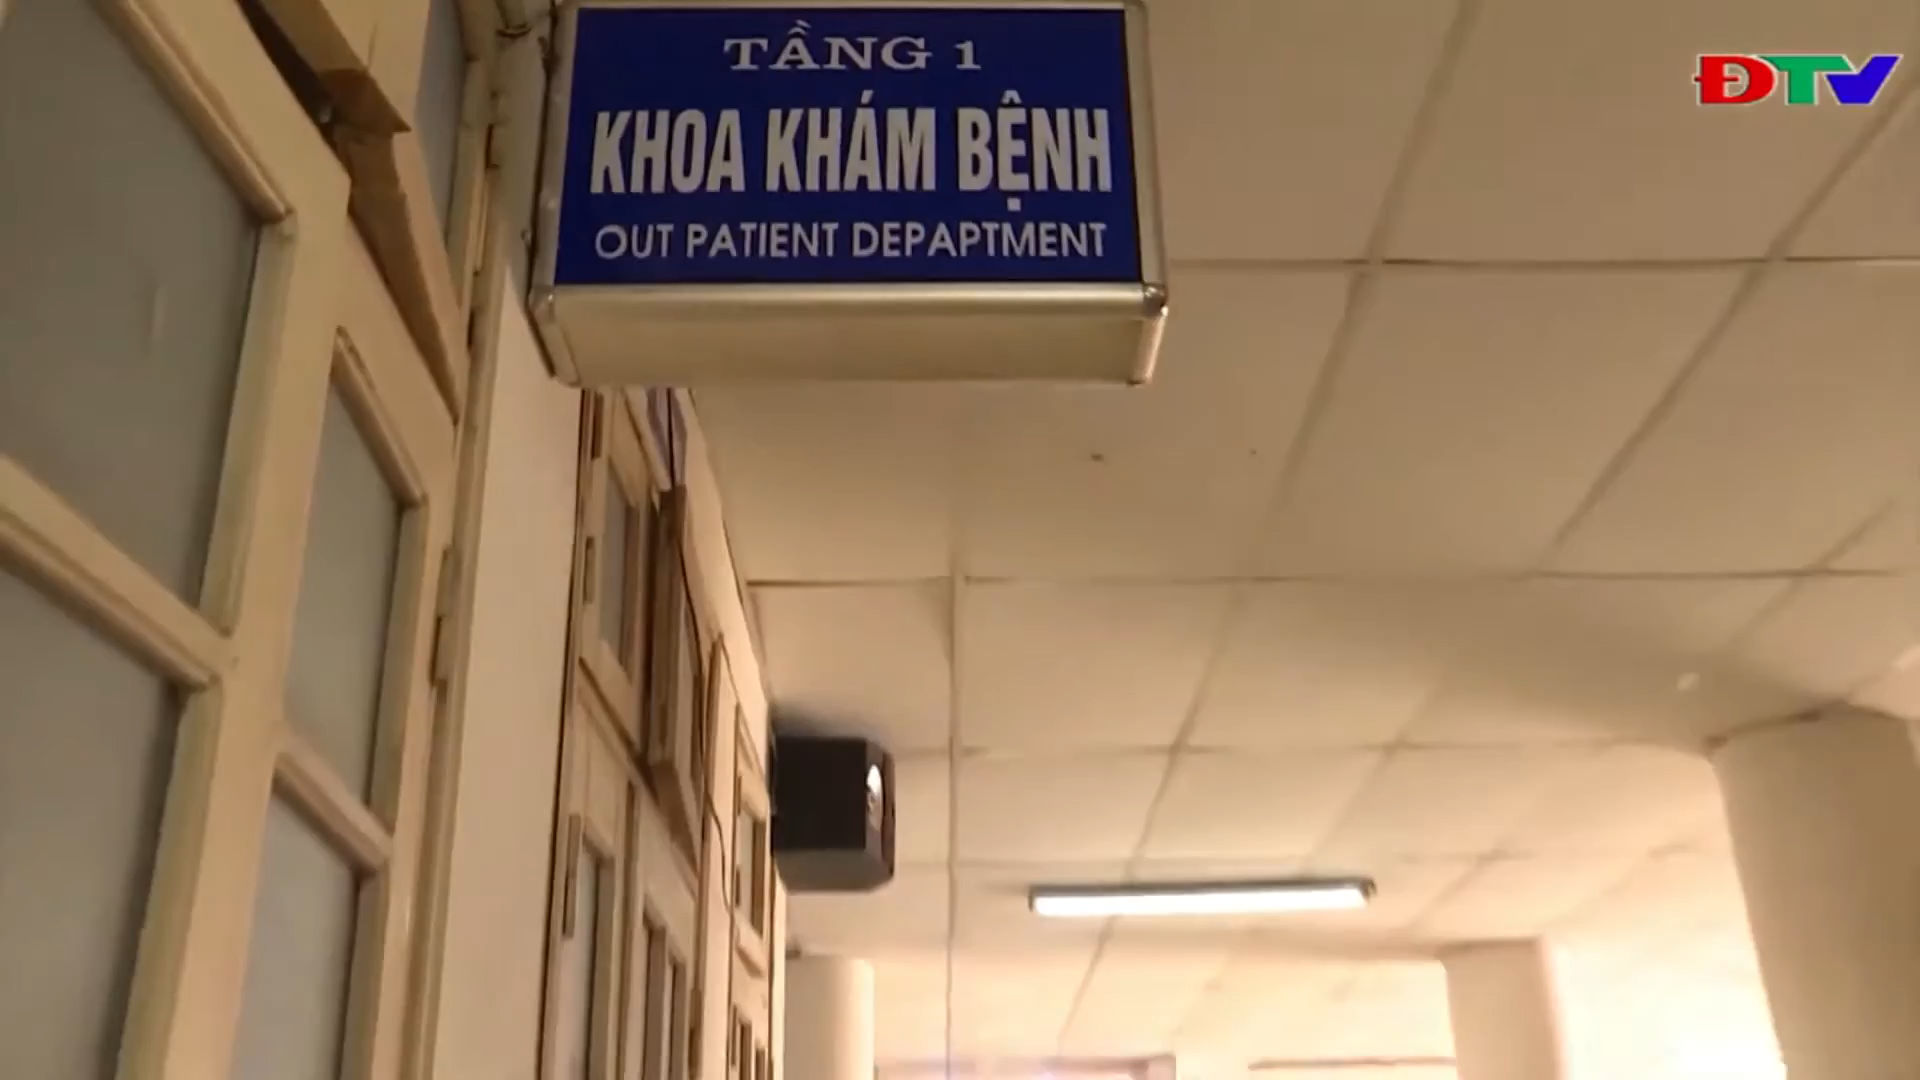 TẦNG 1
KHOA KHÁM BỆNH
OUT PATIENT DEPAPTMENT
ĐTV